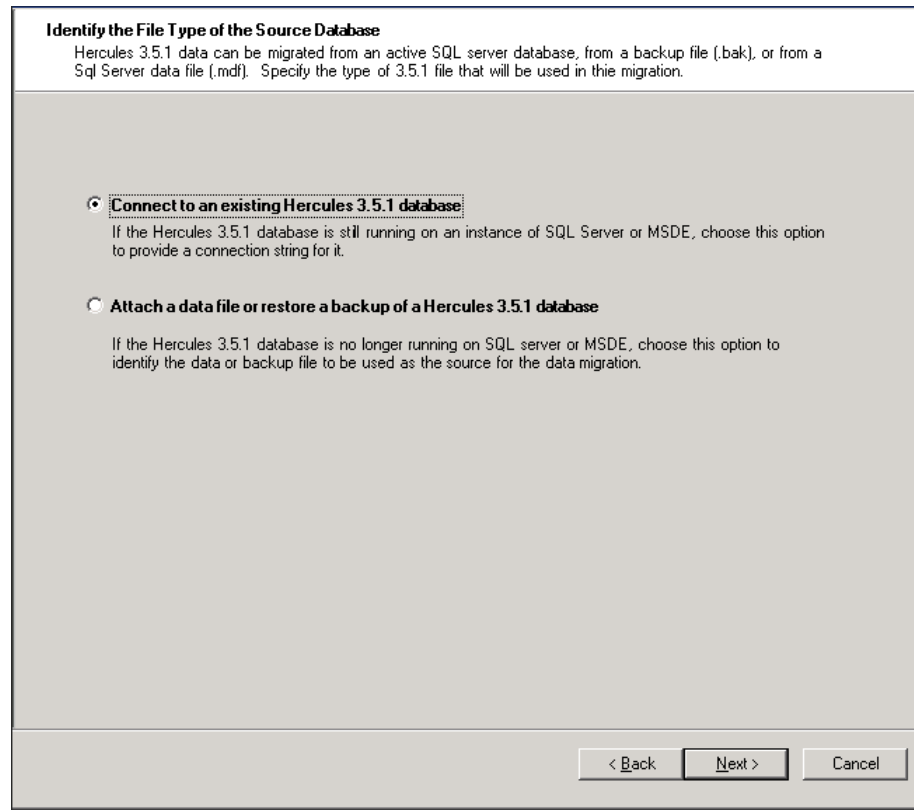 Identify the File Type of the Source Database
Hercules 3.5.1 data can be migrated from an active SQL server database, from a backup file (.bak), or from a
Sql Server data file (.mdf). Specify the type of 3.5.1 file that will be used in thie migration.
Connect to an existing Hercules 3.5.1 database
If the Hercules 3.5.1 database is still running on an instance of SQL Server or MSDE, choose this option
to provide a connection string for it.
Attach a data file or restore a backup of a Hercules 3.5.1 database
If the Hercules 3.5.1 database is no longer running on SQL server or MSDE, choose this option to
identify the data or backup file to be used as the source for the data migration.
< Back Next > Cancel